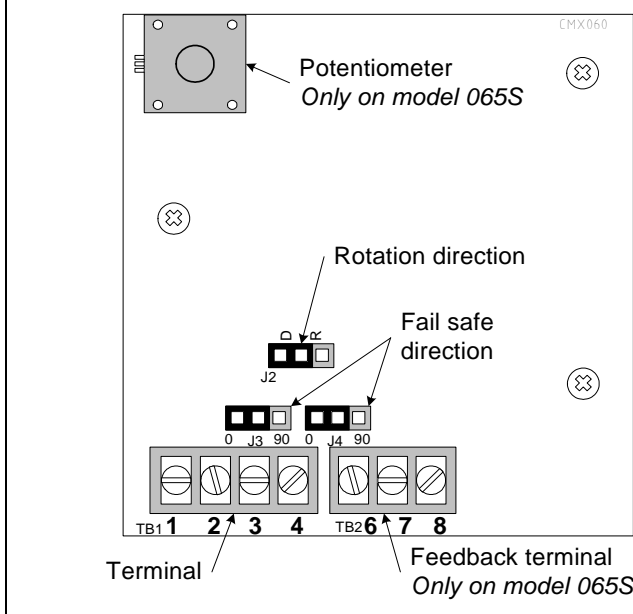 CMX060
Potentiometer
Only on model 065S
Rotation direction
D R
J2
Fail safe
direction
0 J3 90 0 J4 90
TB1 1 2 3 4 TB2 6 7 8
Terminal
Feedback terminal
Only on model 065S